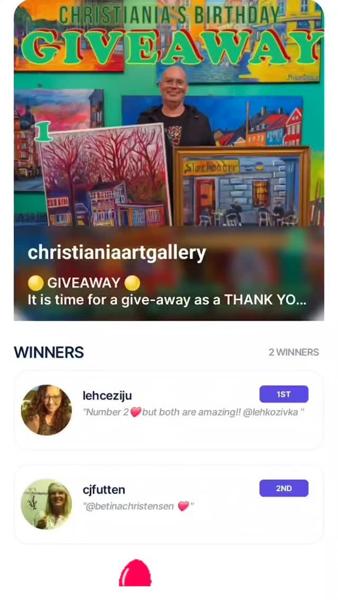 CHRISTIANIA'S BIRTHDAY
GIVEAWAY
1
christianiaartgallery
🟡 GIVEAWAY 🟡
It is time for a give-away as a THANK YO...
WINNERS
2 WINNERS
lehceziju
1ST
"Number 2❤️but both are amazing!! @lehkozivka "
cjfutten
2ND
"@betinachristensen ❤️"